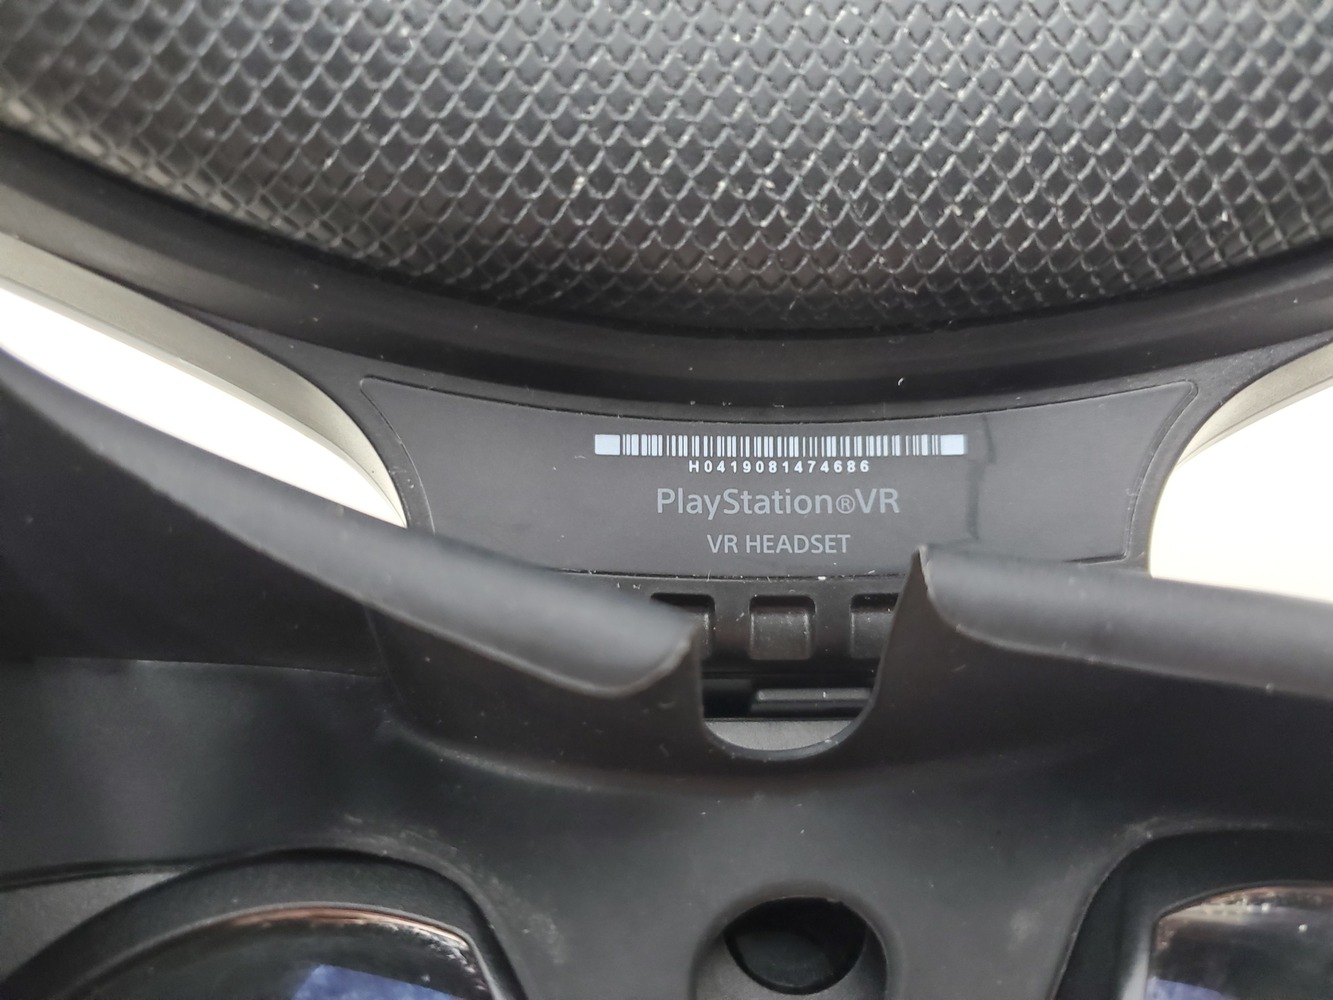 H0419081474686
PlayStation®VR
VR HEADSET